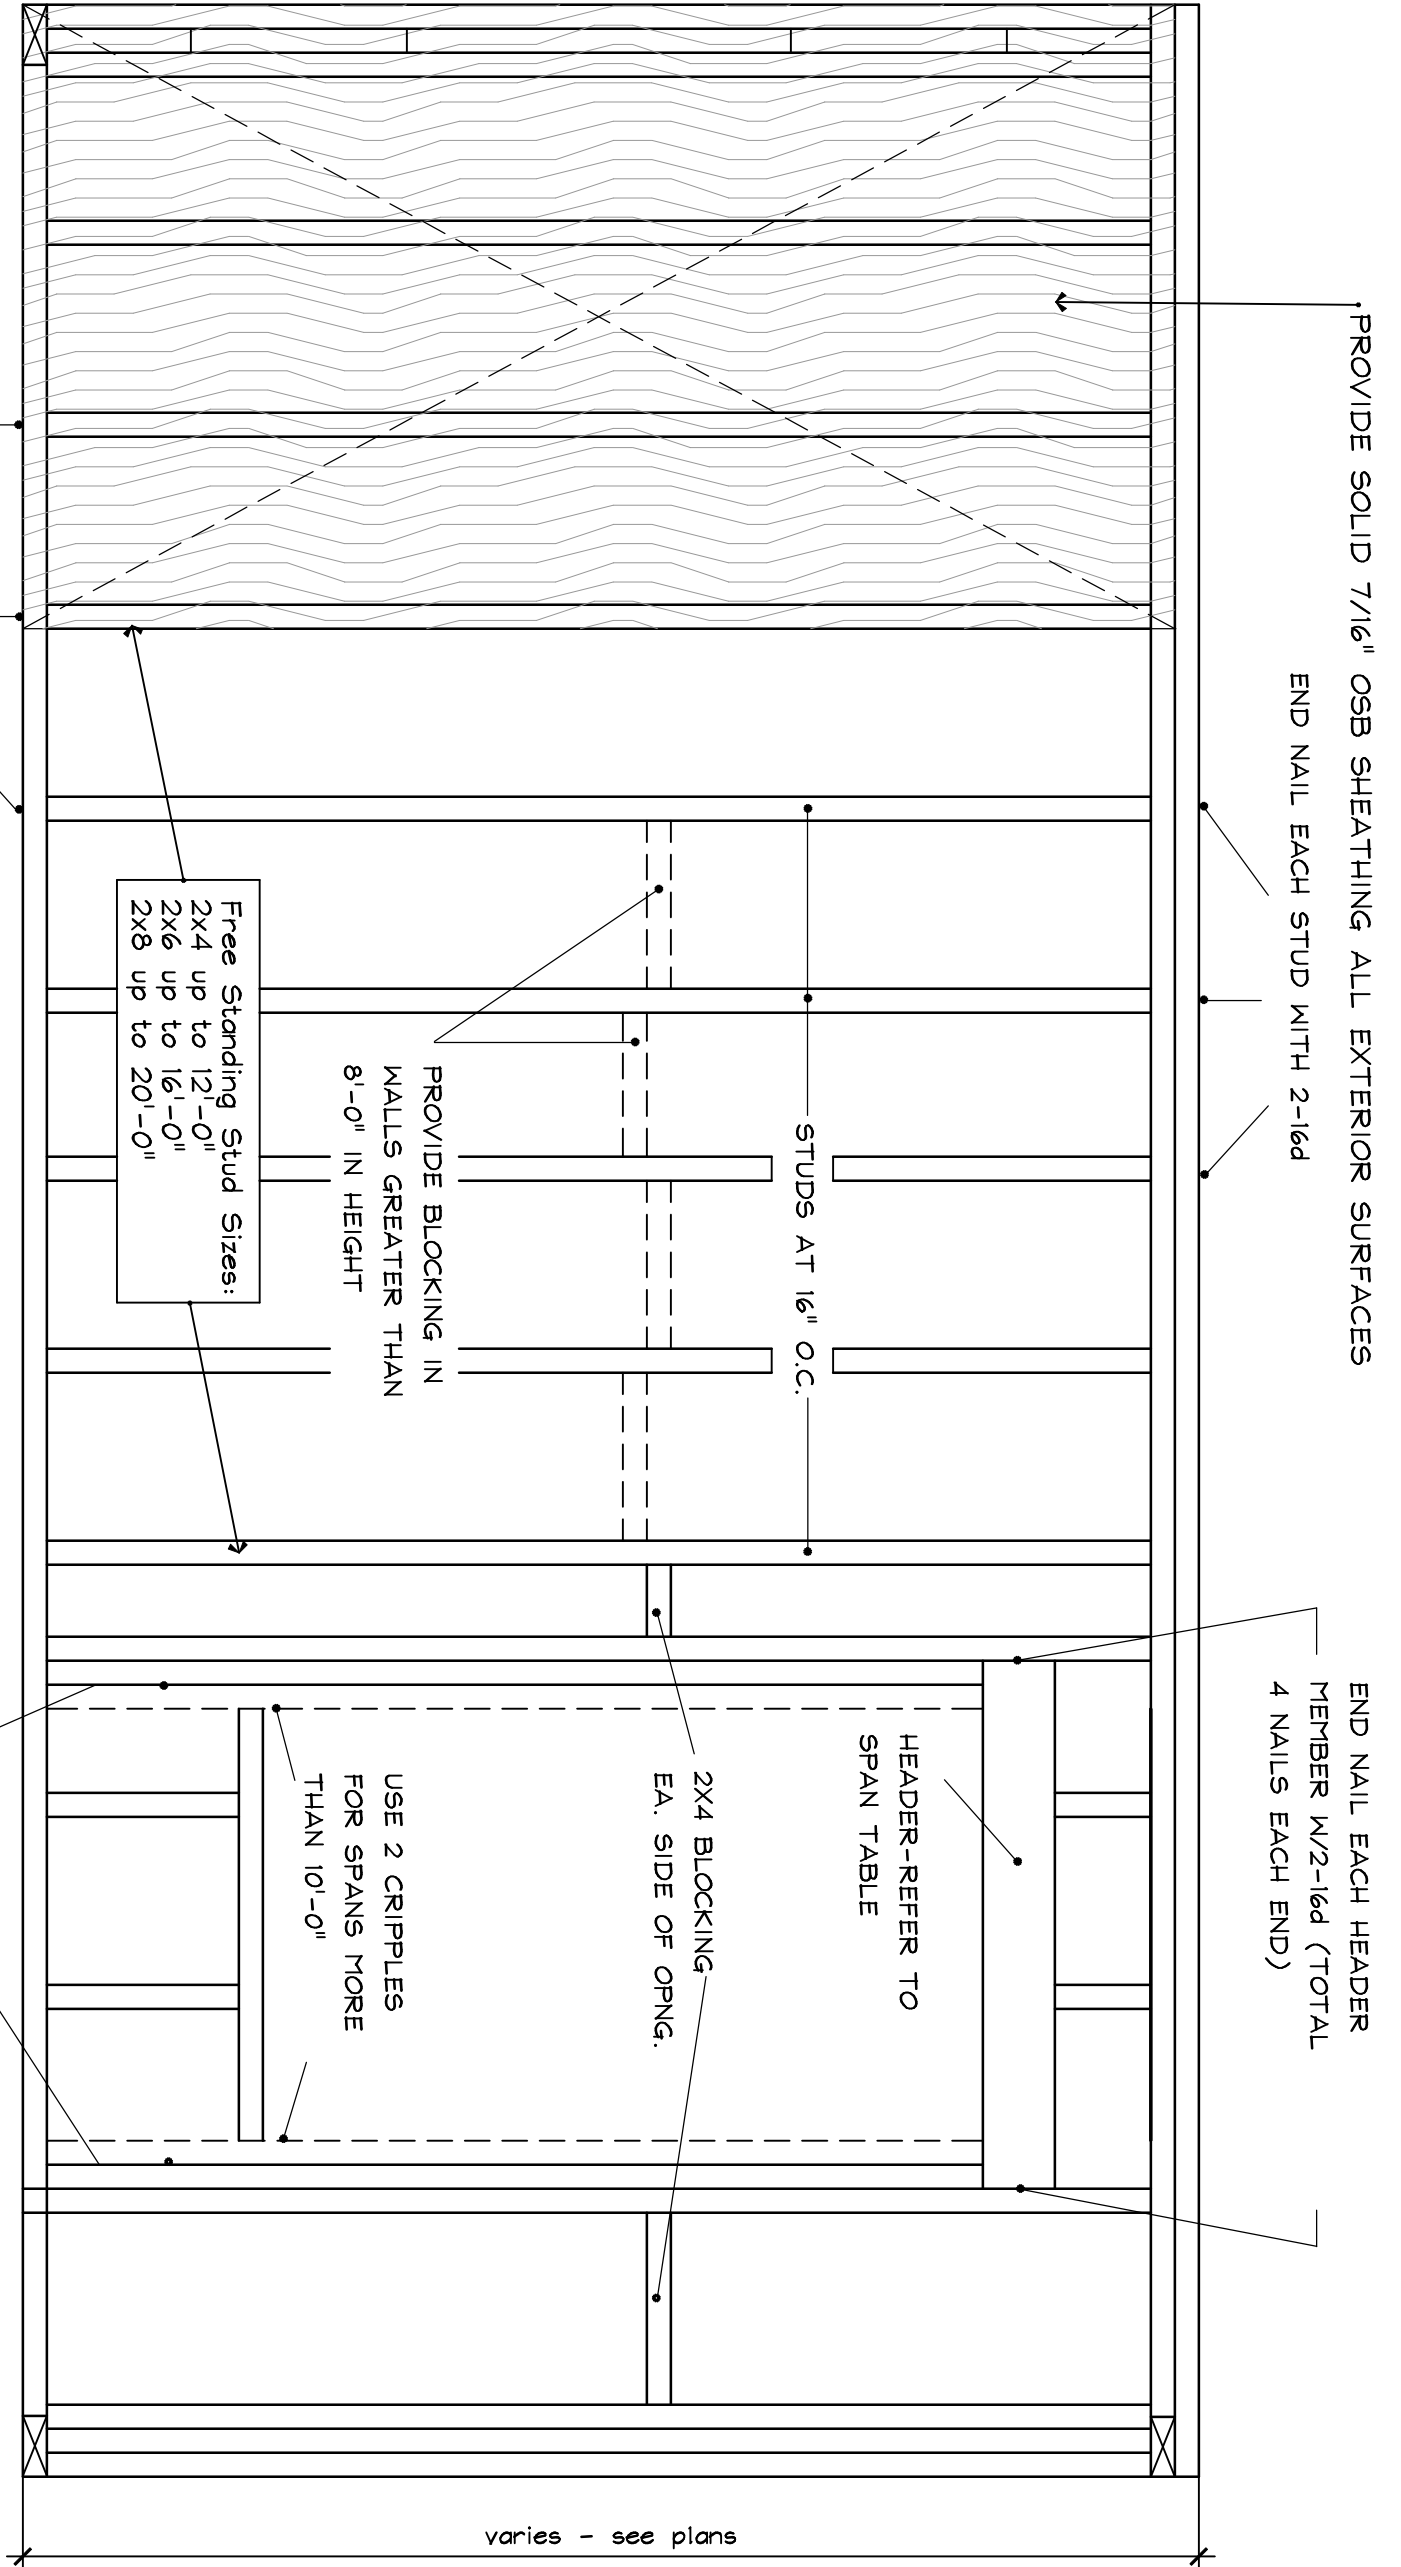 PROVIDE SOLID 7/16" OSB SHEATHING ALL EXTERIOR SURFACES
END NAIL EACH STUD WITH 2-16d
END NAIL EACH HEADER
MEMBER W/2-16d (TOTAL
4 NAILS EACH END)
HEADER-REFER TO
SPAN TABLE
STUDS AT 16" O.C.
2X4 BLOCKING
EA. SIDE OF OPNG.
PROVIDE BLOCKING IN
WALLS GREATER THAN
8'-0" IN HEIGHT
USE 2 CRIPPLES
FOR SPANS MORE
THAN 10'-0"
Free Standing Stud Sizes:
2x4 up to 12'-0"
2x6 up to 16'-0"
2x8 up to 20'-0"
varies - see plans